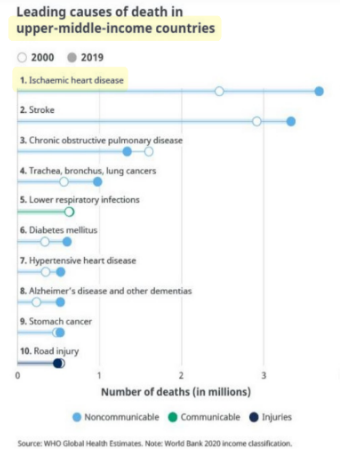 Leading causes of death in
upper-middle-income countries
2000 2019
1. Ischaemic heart disease
2. Stroke
3. Chronic obstructive pulmonary disease
4. Trachea, bronchus, lung cancers
5. Lower respiratory infections
6. Diabetes mellitus
7. Hypertensive heart disease
8. Alzheimer's disease and other dementias
9. Stomach cancer
10. Road injury
0 1 2 3
Number of deaths (in millions)
Noncommunicable Communicable Injuries
Source: WHO Global Health Estimates. Note: World Bank 2020 income classification.